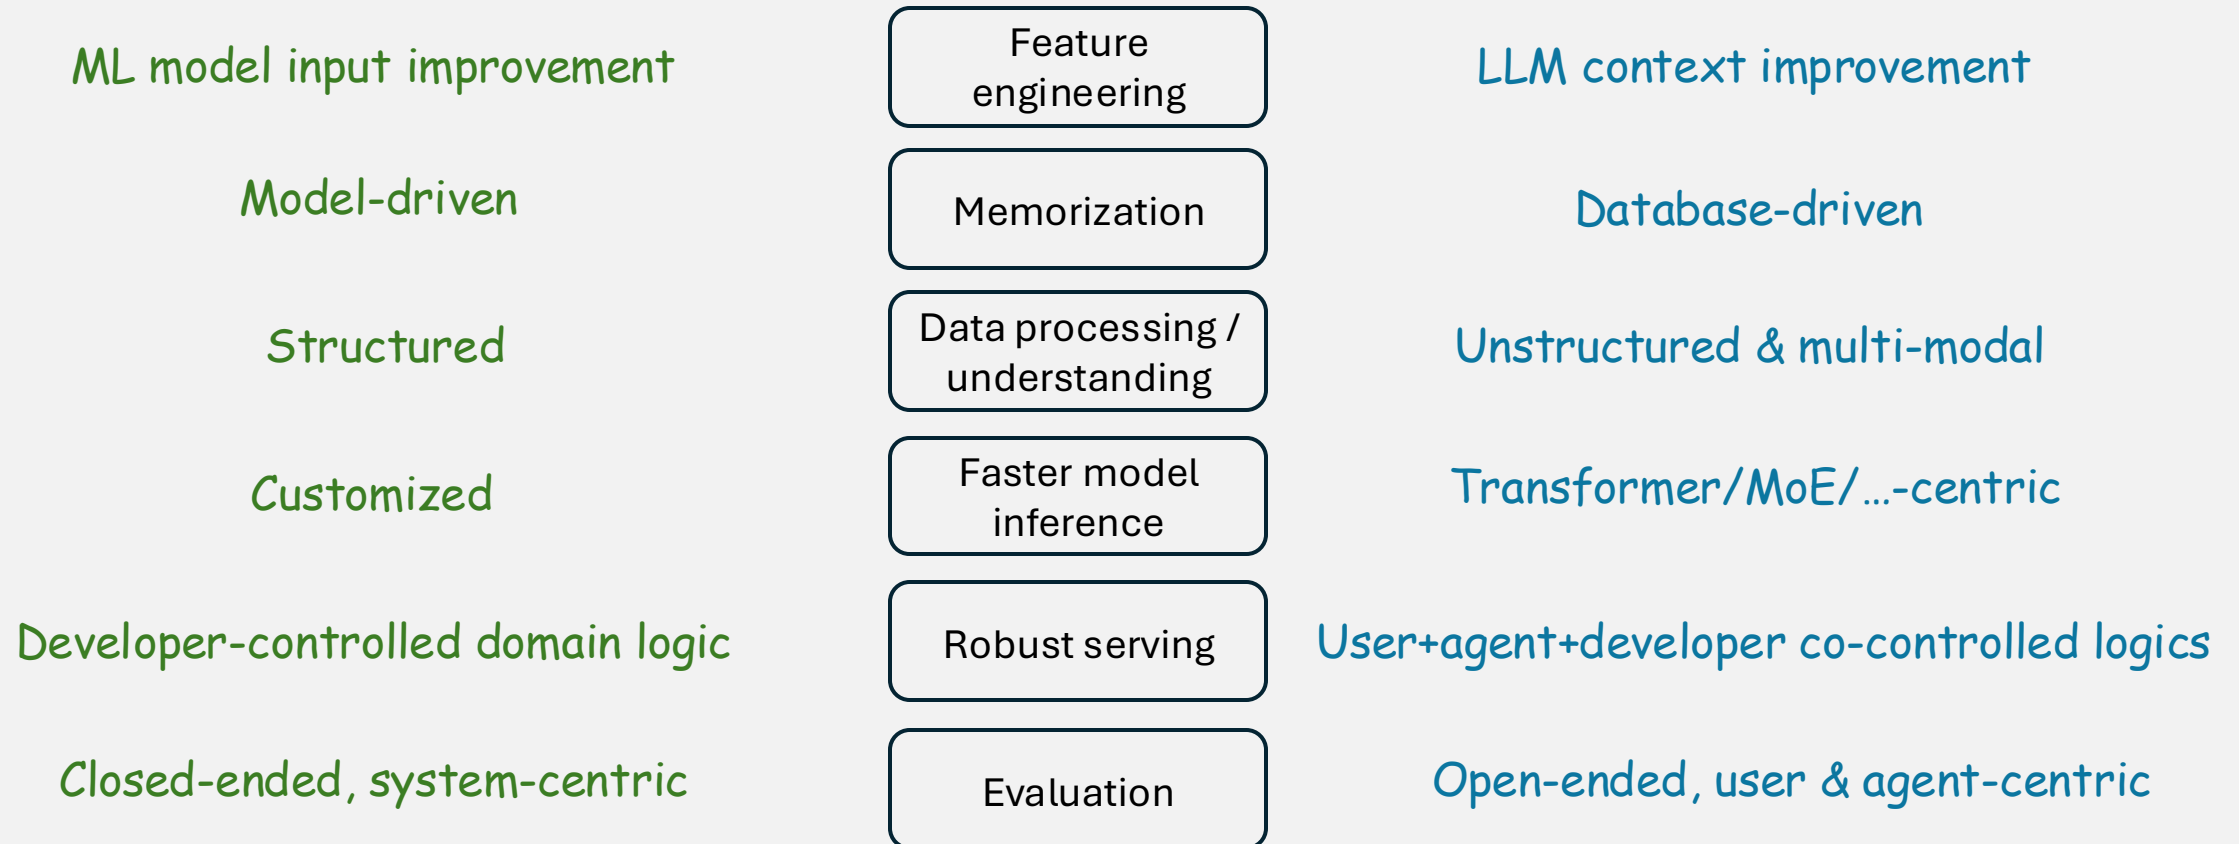 ML model input improvement
Feature
engineering
LLM context improvement
Model-driven
Memorization
Database-driven
Structured
Data processing /
understanding
Unstructured & multi-modal
Customized
Faster model
inference
Transformer/MoE/...-centric
Developer-controlled domain logic
Robust serving
User+agent+developer co-controlled logics
Closed-ended, system-centric
Evaluation
Open-ended, user & agent-centric